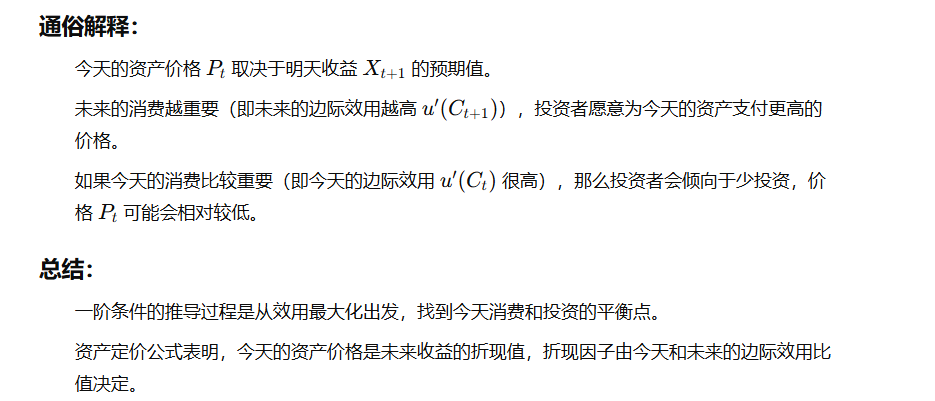 通俗解释：
今天的资产价格 $P_t$ 取决于明天收益 $X_{t+1}$ 的预期值。
未来的消费越重要（即未来的边际效用越高 $u'(C_{t+1})$），投资者愿意为今天的资产支付更高的
价格。
如果今天的消费比较重要（即今天的边际效用 $u'(C_t)$ 很高），那么投资者会倾向于少投资，价
格 $P_t$ 可能会相对较低。
总结：
一阶条件的推导过程是从效用最大化出发，找到今天消费和投资的平衡点。
资产定价公式表明，今天的资产价格是未来收益的折现值，折现因子由今天和未来的边际效用比
值决定。